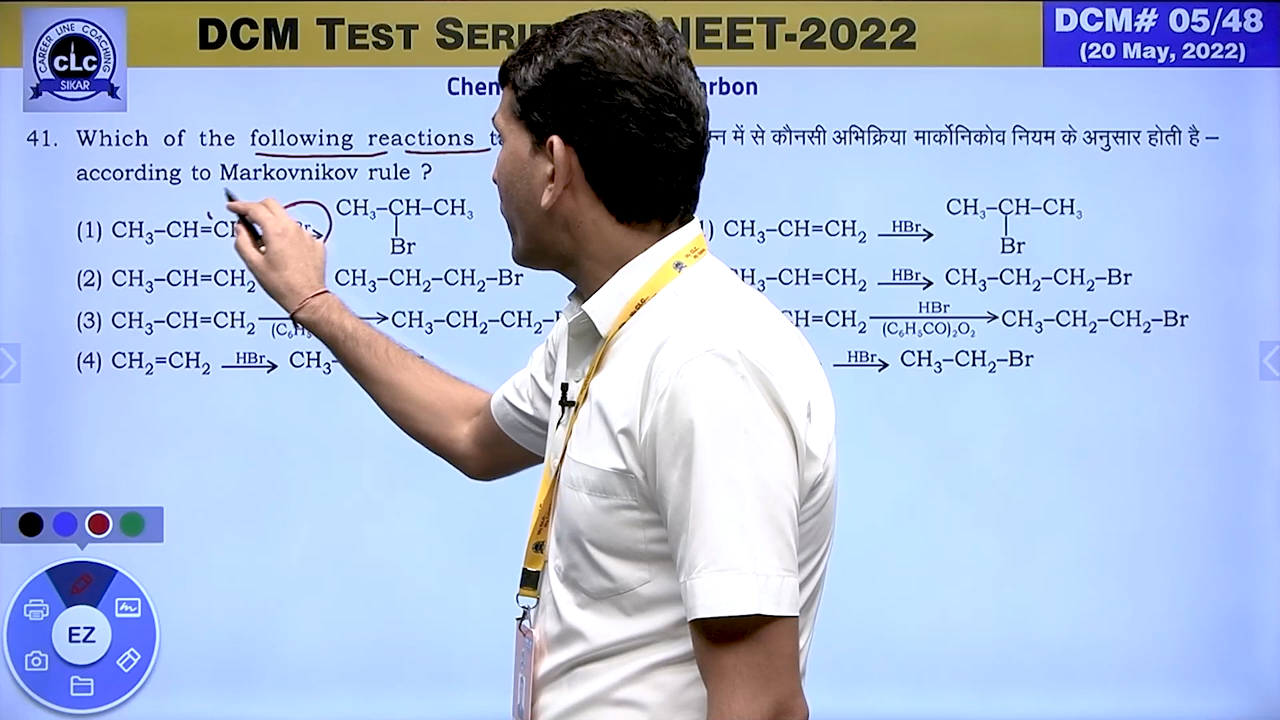 DCM TEST SERI NEET-2022
DCM# 05/48
(20 May, 2022)
CAREER LINE COACHING
CLC
SIKAR
41. Which of the following reactions
according to Markovnikov rule ?
(1) CH₃–CH=
CH₃–CH–CH₃
Br
(2) CH₃–CH=CH₂ CH₃–CH₂–CH₂–Br
(3) CH₃–CH=CH₂ CH₃–CH₂–CH₂–
(4) CH₂=CH₂ HBr CH₃–
में से कौनसी अभिक्रिया मार्कोनिकोव नियम के अनुसार होती है –
CH₃–CH=CH₂ HBr CH₃–CH–CH₃
Br
–CH=CH₂ HBr CH₃–CH₂–CH₂–Br
=CH₂ HBr (C₆H₅CO)₂O₂ CH₃–CH₂–CH₂–Br
HBr CH₃–CH₂–Br
EZ